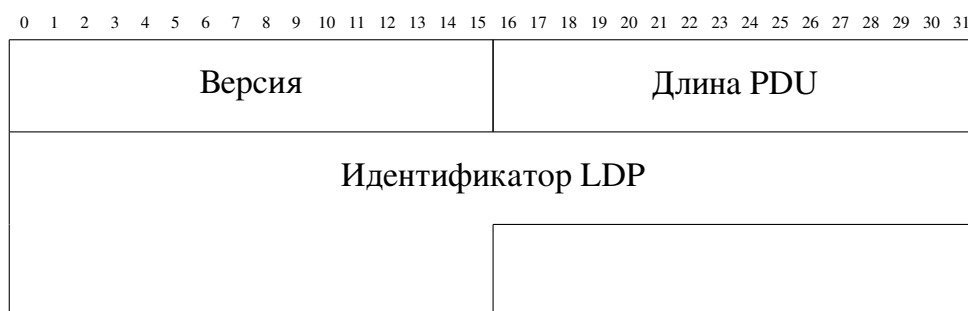 0 1 2 3 4 5 6 7 8 9 10 11 12 13 14 15 16 17 18 19 20 21 22 23 24 25 26 27 28 29 30 31
Версия Длина PDU
Идентификатор LDP